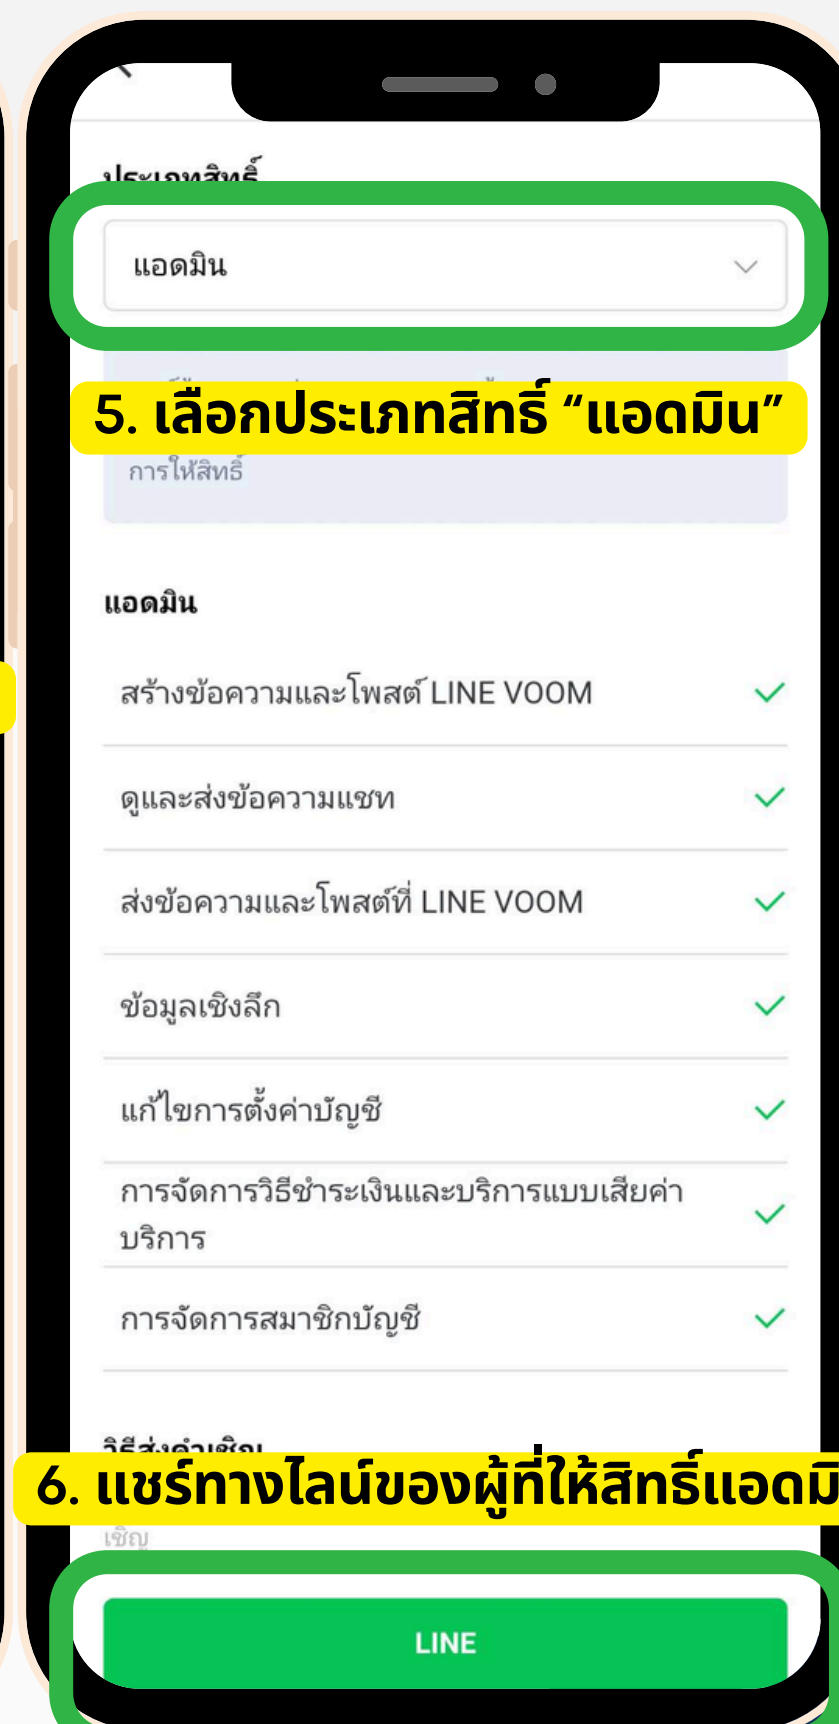 ประเภทสิทธิ์
แอดมิน
5. เลือกประเภทสิทธิ์ “แอดมิน”
การให้สิทธิ์
แอดมิน
สร้างข้อความและโพสต์ LINE VOOM
ดูและส่งข้อความแชท
ส่งข้อความและโพสต์ที่ LINE VOOM
ข้อมูลเชิงลึก
แก้ไขการตั้งค่าบัญชี
การจัดการวิธีชำระเงินและบริการแบบเสียค่า
บริการ
การจัดการสมาชิกบัญชี
วิธีส่งคำเชิญ
6. แชร์ทางไลน์ของผู้ที่ให้สิทธิ์แอดมิ
เชิญ
LINE